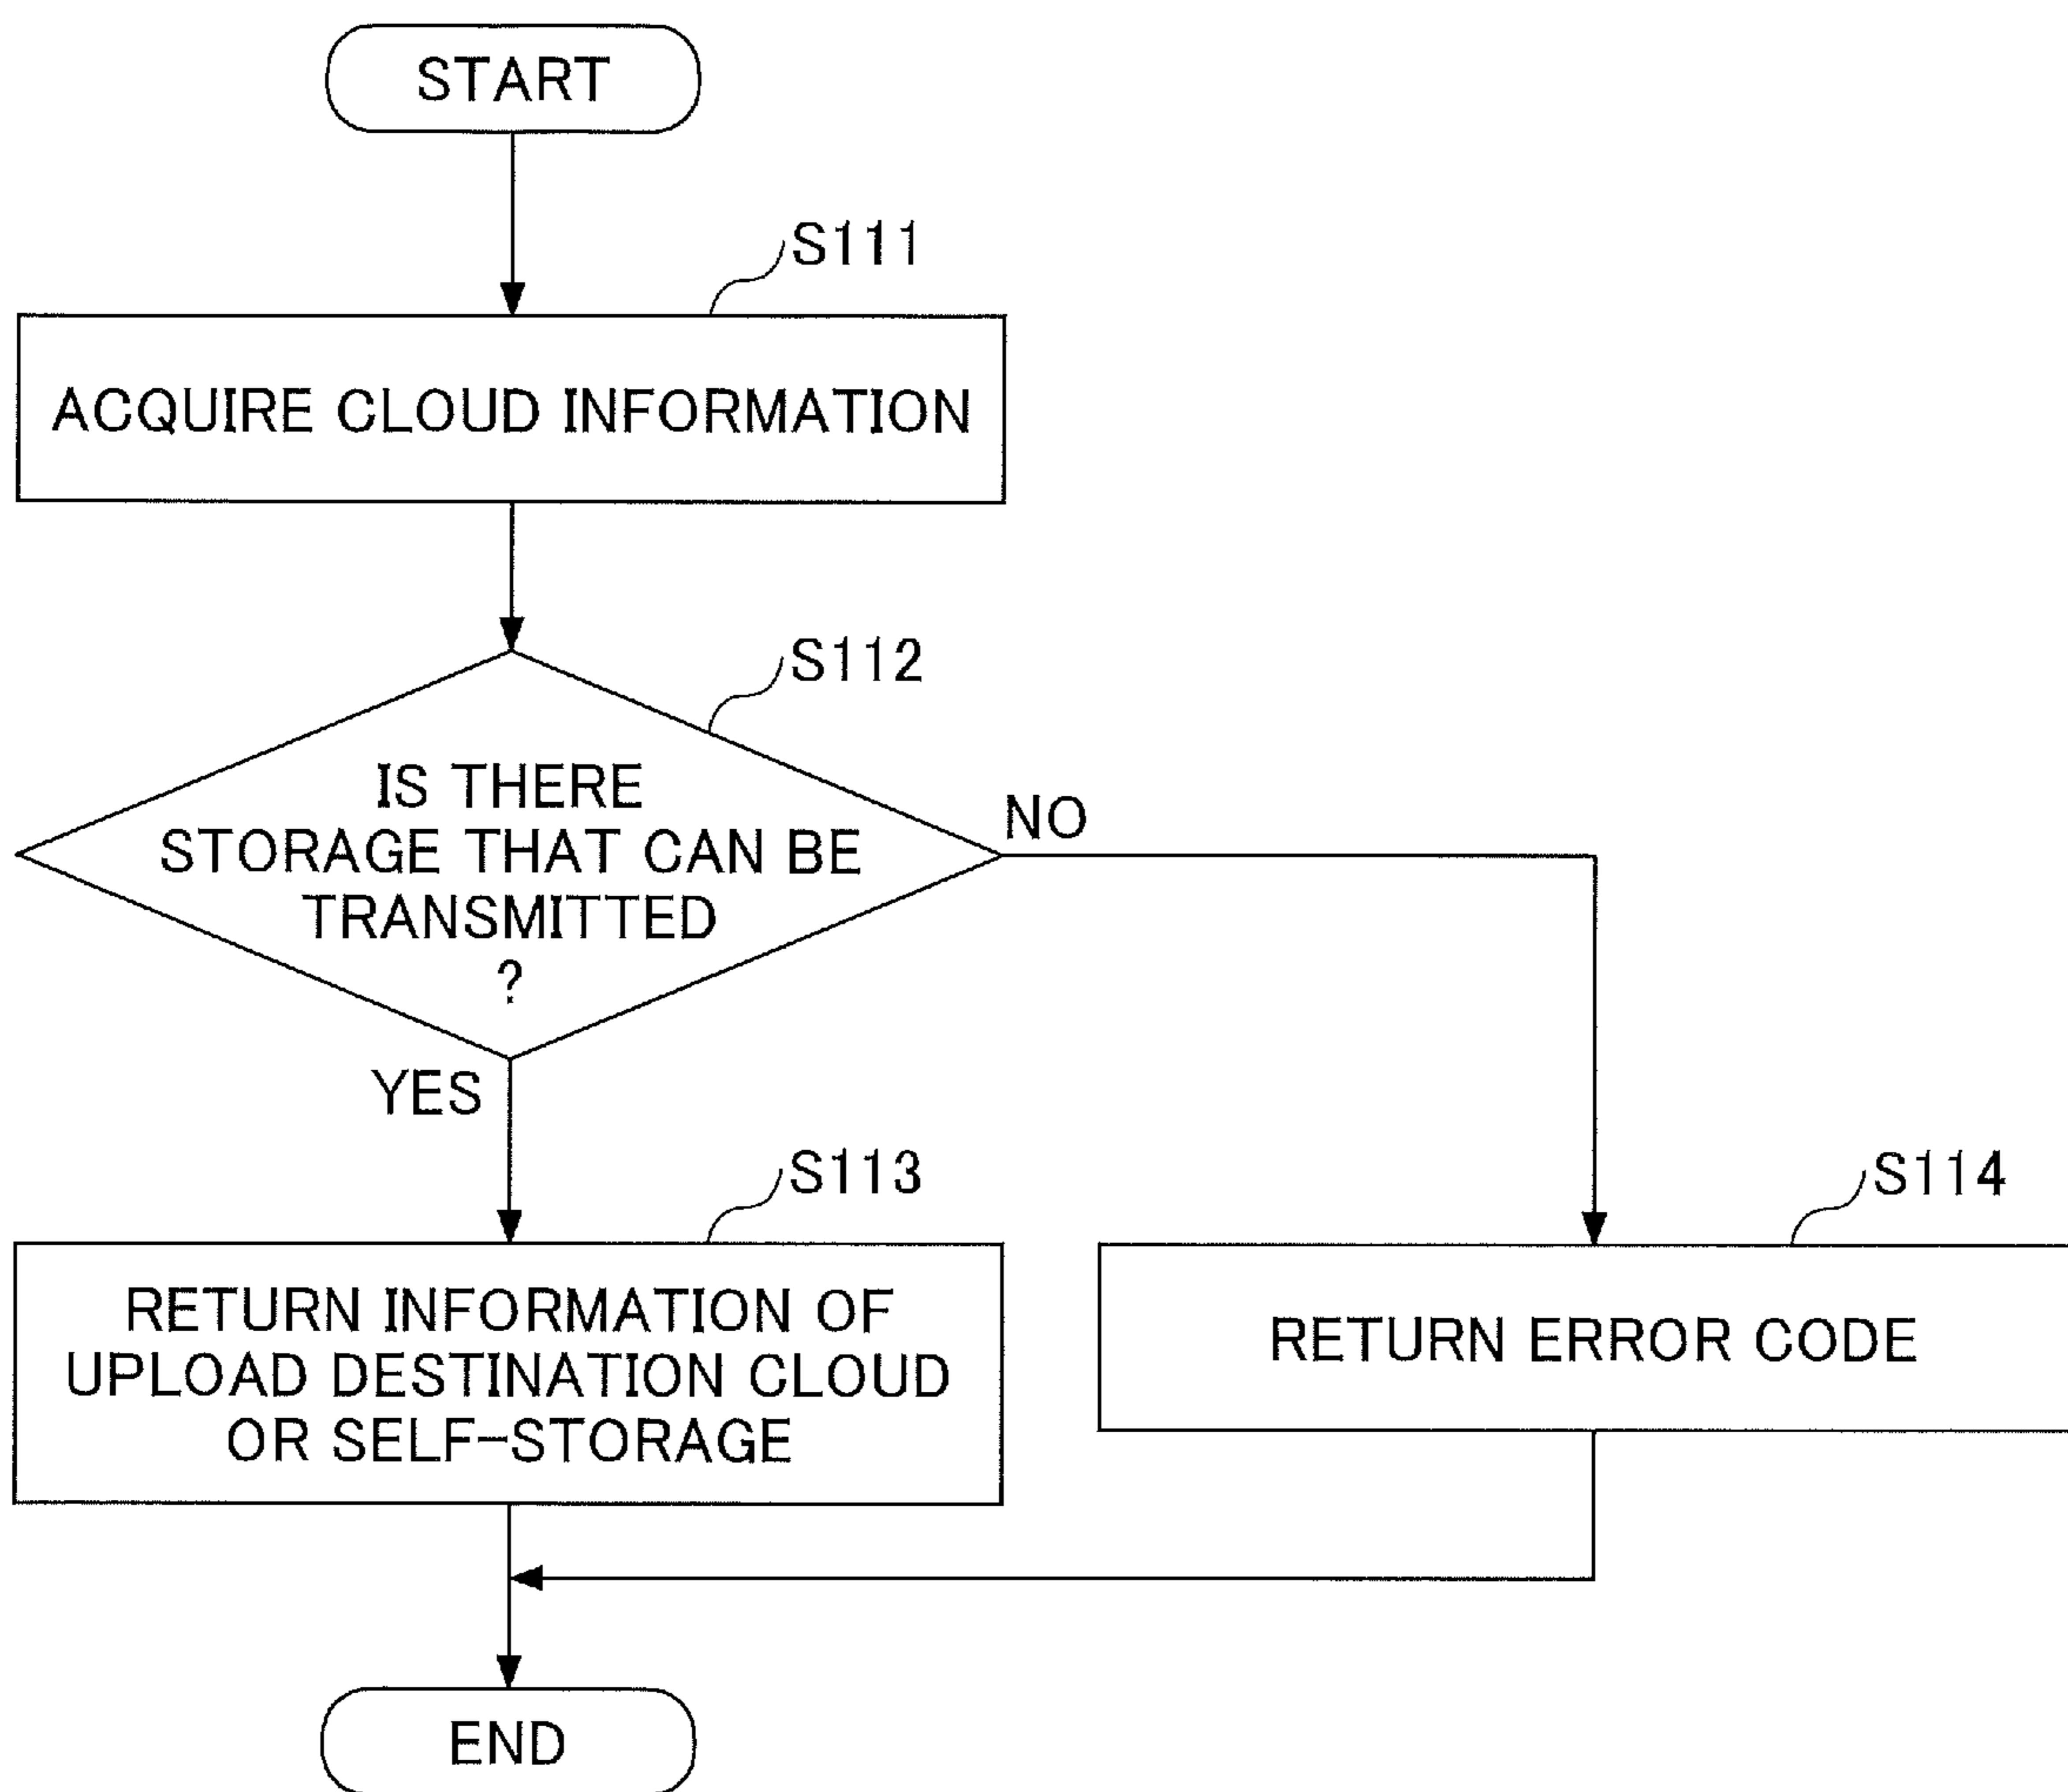 START
S111
ACQUIRE CLOUD INFORMATION
S112
IS THERE
STORAGE THAT CAN BE
TRANSMITTED
?
NO
YES
S113
RETURN INFORMATION OF
UPLOAD DESTINATION CLOUD
OR SELF-STORAGE
S114
RETURN ERROR CODE
END